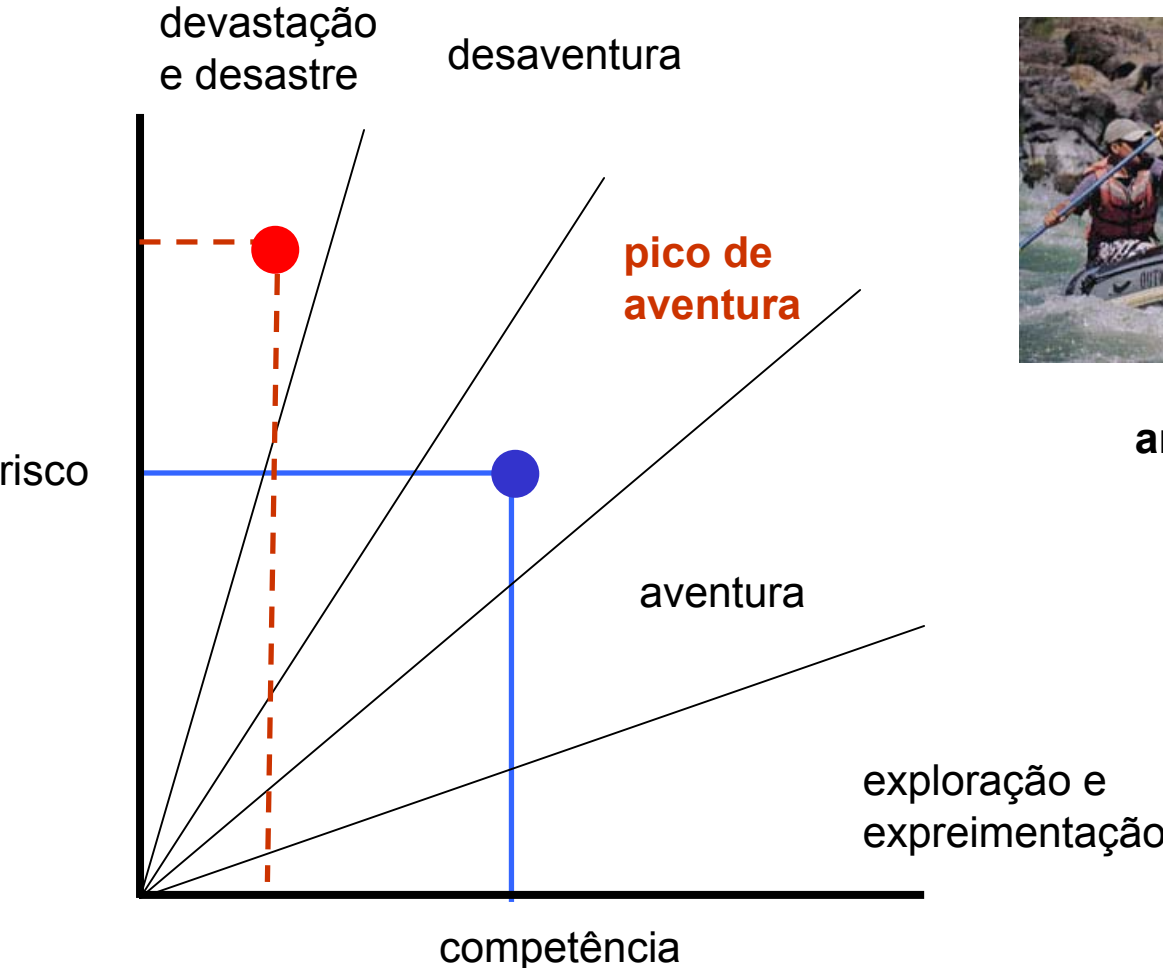 devastação
e desastre
desaventura
pico de
aventura
risco
aventura
exploração e
expreimentação
competência